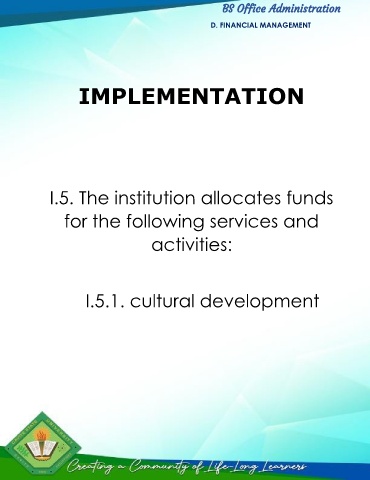 BS Office Administration
D. FINANCIAL MANAGEMENT
IMPLEMENTATION
I.5. The institution allocates funds
for the following services and
activities:
I.5.1. cultural development
Creating a Community of Life-Long Learners